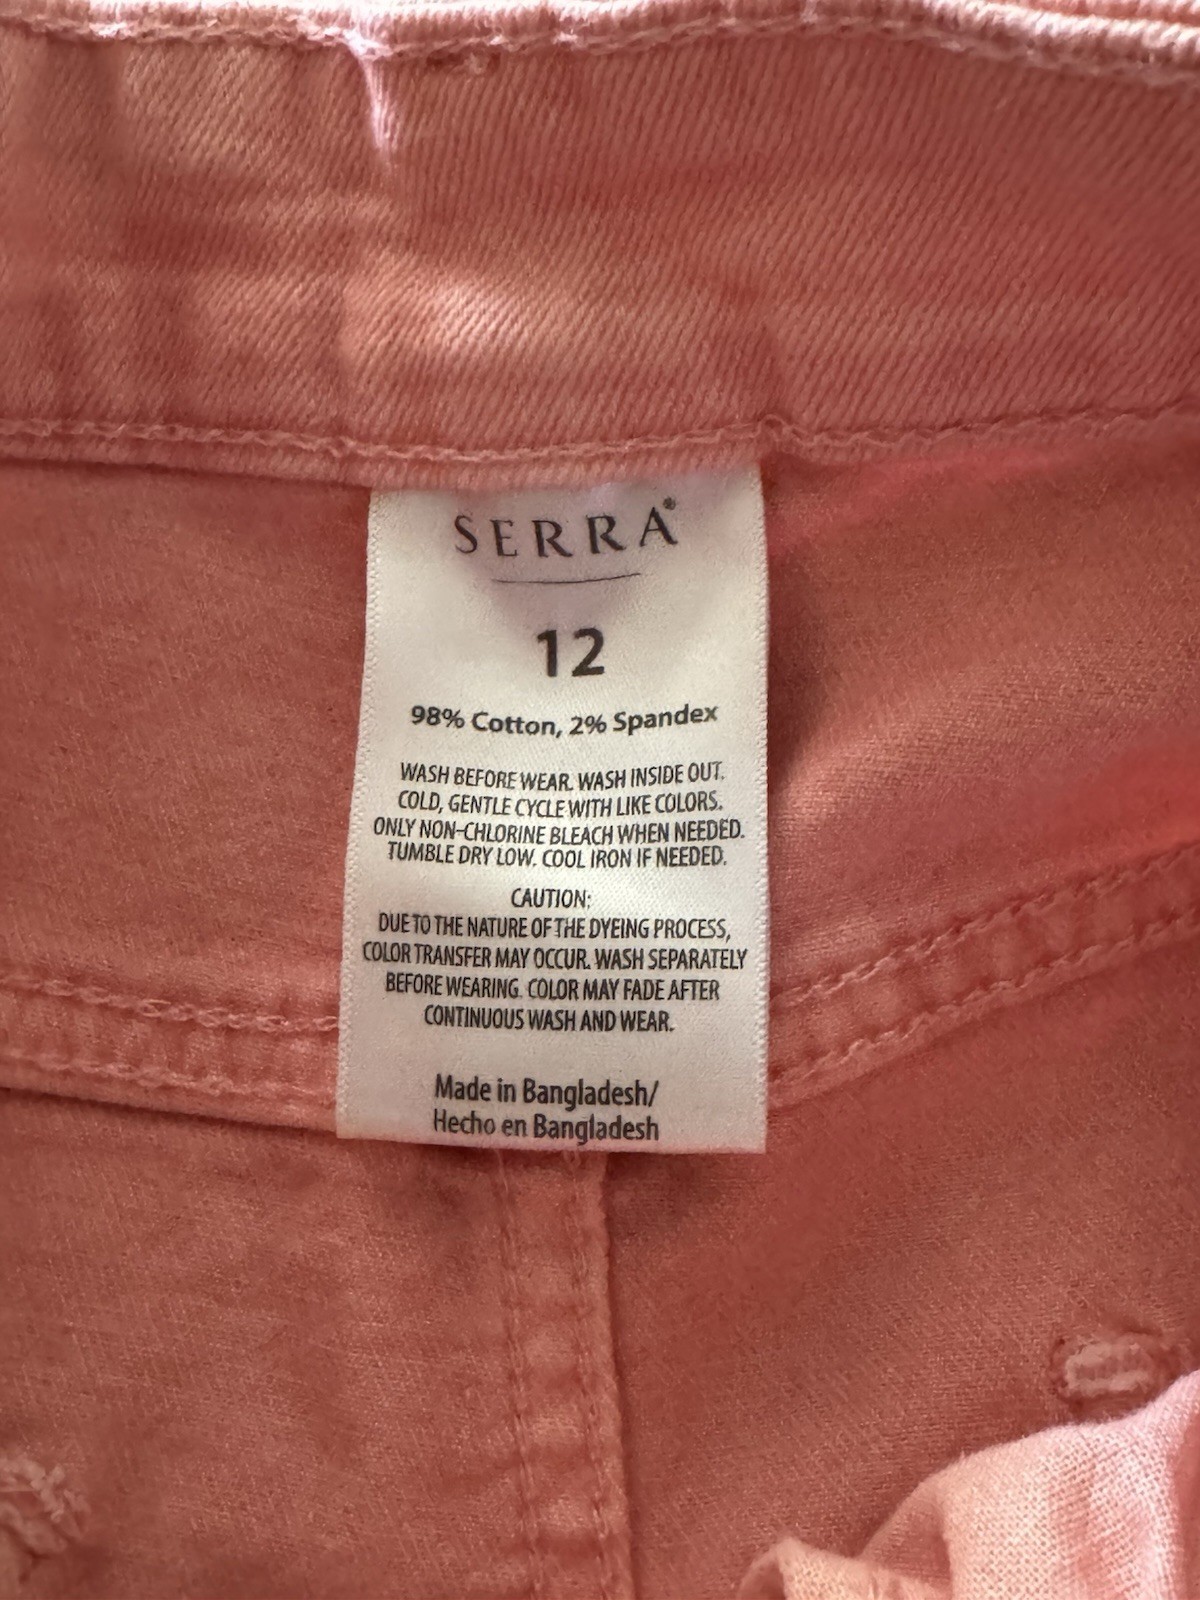 SERRA®
12
98% Cotton, 2% Spandex
WASH BEFORE WEAR. WASH INSIDE OUT.
COLD, GENTLE CYCLE WITH LIKE COLORS.
ONLY NON-CHLORINE BLEACH WHEN NEEDED.
TUMBLE DRY LOW. COOL IRON IF NEEDED.
CAUTION:
DUE TO THE NATURE OF THE DYEING PROCESS,
COLOR TRANSFER MAY OCCUR. WASH SEPARATELY
BEFORE WEARING. COLOR MAY FADE AFTER
CONTINUOUS WASH AND WEAR.
Made in Bangladesh/
Hecho en Bangladesh